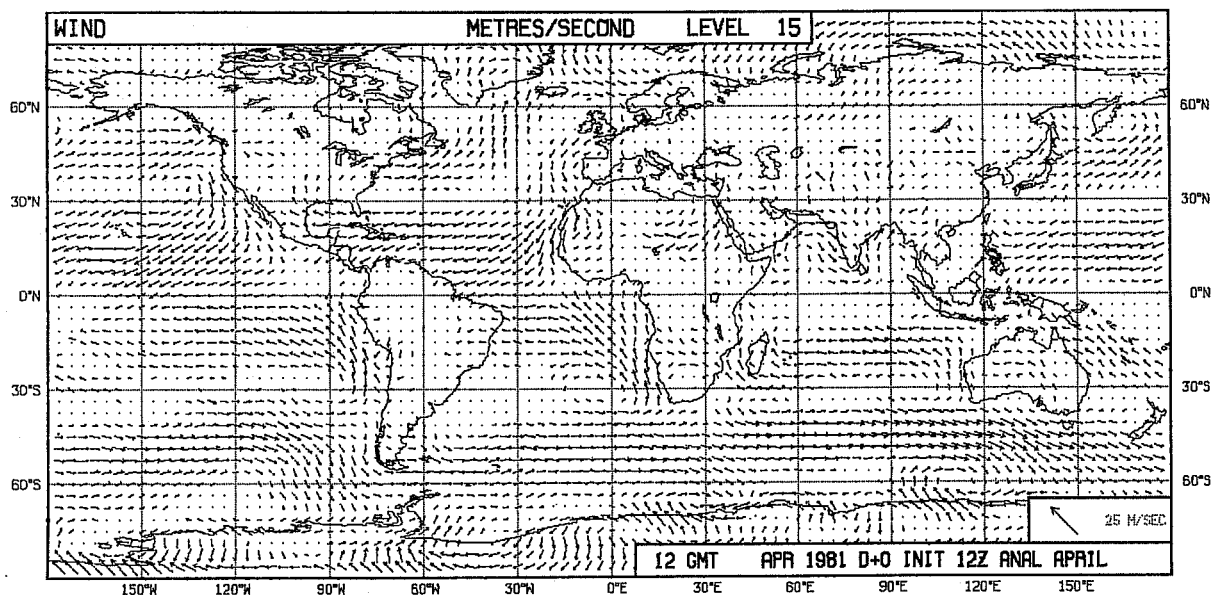 WIND METRES/SECOND LEVEL 15
60°N 60°N
30°N 30°N
0°N 0°N
30°S 30°S
60°S 60°S
25 M/SEC
12 GMT APR 1981 D+0 INIT 12Z ANAL APRIL
150°W 120°W 90°W 60°W 30°W 0°E 30°E 60°E 90°E 120°E 150°E